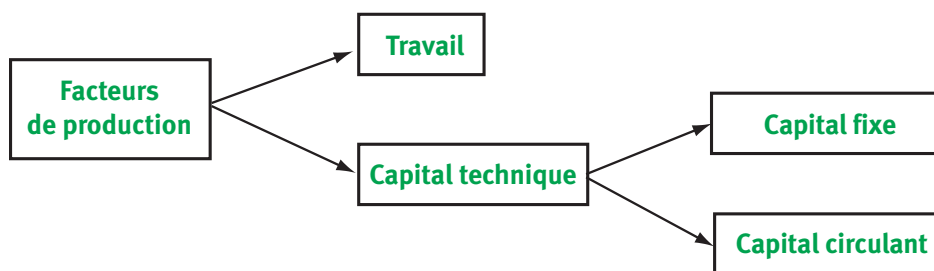 Travail
Facteurs
de production
Capital fixe
Capital technique
Capital circulant